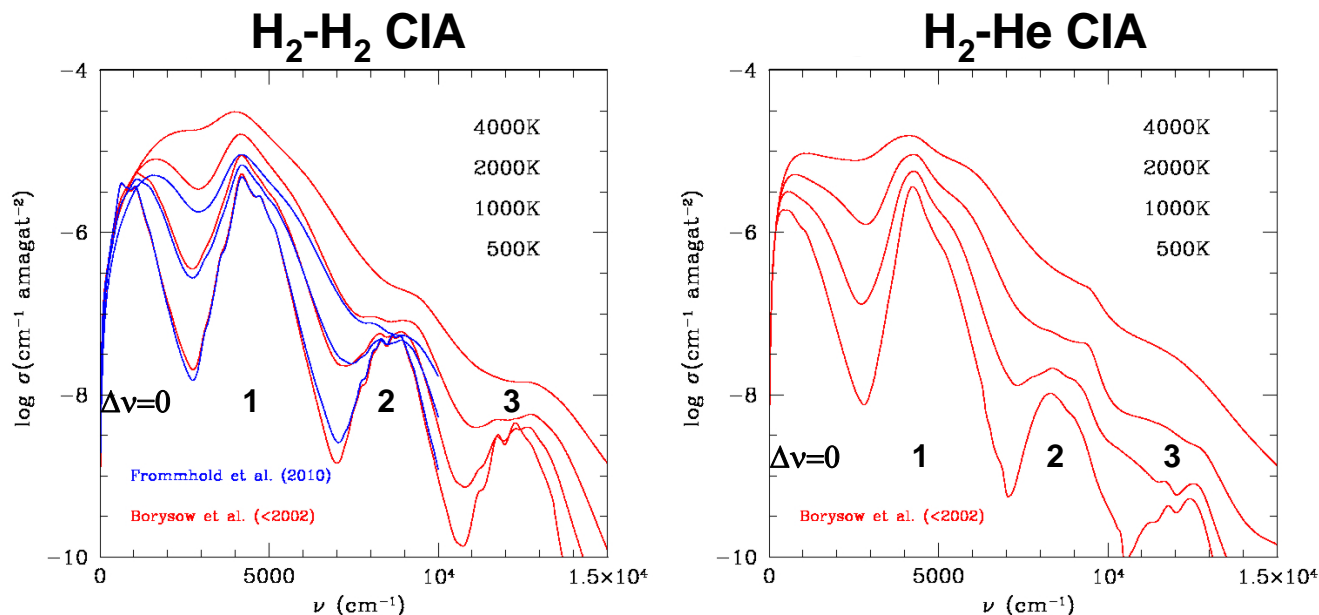 H₂-H₂ CIA
−4
−6
−8
−10
log σ(cm⁻¹ amagat⁻²)
4000K
2000K
1000K
500K
Δν=0 1 2 3
Frommhold et al. (2010)
Borysow et al. (<2002)
0 5000 10⁴ 1.5×10⁴
ν (cm⁻¹)
H₂-He CIA
−4
−6
−8
−10
log σ(cm⁻¹ amagat⁻²)
4000K
2000K
1000K
500K
Δν=0 1 2 3
Borysow et al. (<2002)
0 5000 10⁴ 1.5×10⁴
ν (cm⁻¹)